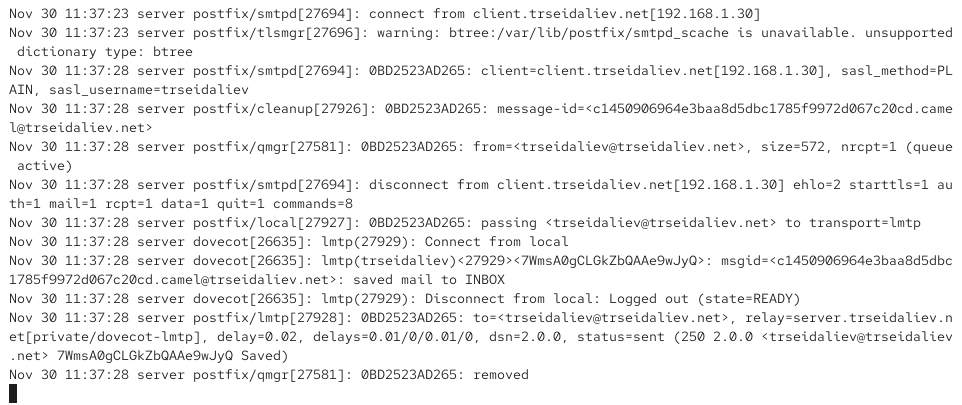 Nov 30 11:37:23 server postfix/smtpd[27694]: connect from client.trseidaliev.net[192.168.1.30]
Nov 30 11:37:23 server postfix/tlsmgr[27696]: warning: btree:/var/lib/postfix/smtpd_scache is unavailable. unsupported
 dictionary type: btree
Nov 30 11:37:28 server postfix/smtpd[27694]: 0BD2523AD265: client=client.trseidaliev.net[192.168.1.30], sasl_method=PL
AIN, sasl_username=trseidaliev
Nov 30 11:37:28 server postfix/cleanup[27926]: 0BD2523AD265: message-id=<c1450906964e3baa8d5dbc1785f9972d067c20cd.came
l@trseidaliev.net>
Nov 30 11:37:28 server postfix/qmgr[27581]: 0BD2523AD265: from=<trseidaliev@trseidaliev.net>, size=572, nrcpt=1 (queue
 active)
Nov 30 11:37:28 server postfix/smtpd[27694]: disconnect from client.trseidaliev.net[192.168.1.30] ehlo=2 starttls=1 au
th=1 mail=1 rcpt=1 data=1 quit=1 commands=8
Nov 30 11:37:28 server postfix/local[27927]: 0BD2523AD265: passing <trseidaliev@trseidaliev.net> to transport=lmtp
Nov 30 11:37:28 server dovecot[26635]: lmtp(27929): Connect from local
Nov 30 11:37:28 server dovecot[26635]: lmtp(trseidaliev)<27929><7WmsA0gCLGkZbQAAe9wJyQ>: msgid=<c1450906964e3baa8d5dbc
1785f9972d067c20cd.camel@trseidaliev.net>: saved mail to INBOX
Nov 30 11:37:28 server dovecot[26635]: lmtp(27929): Disconnect from local: Logged out (state=READY)
Nov 30 11:37:28 server postfix/lmtp[27928]: 0BD2523AD265: to=<trseidaliev@trseidaliev.net>, relay=server.trseidaliev.n
et[private/dovecot-lmtp], delay=0.02, delays=0.01/0/0.01/0, dsn=2.0.0, status=sent (250 2.0.0 <trseidaliev@trseidaliev
.net> 7WmsA0gCLGkZbQAAe9wJyQ Saved)
Nov 30 11:37:28 server postfix/qmgr[27581]: 0BD2523AD265: removed